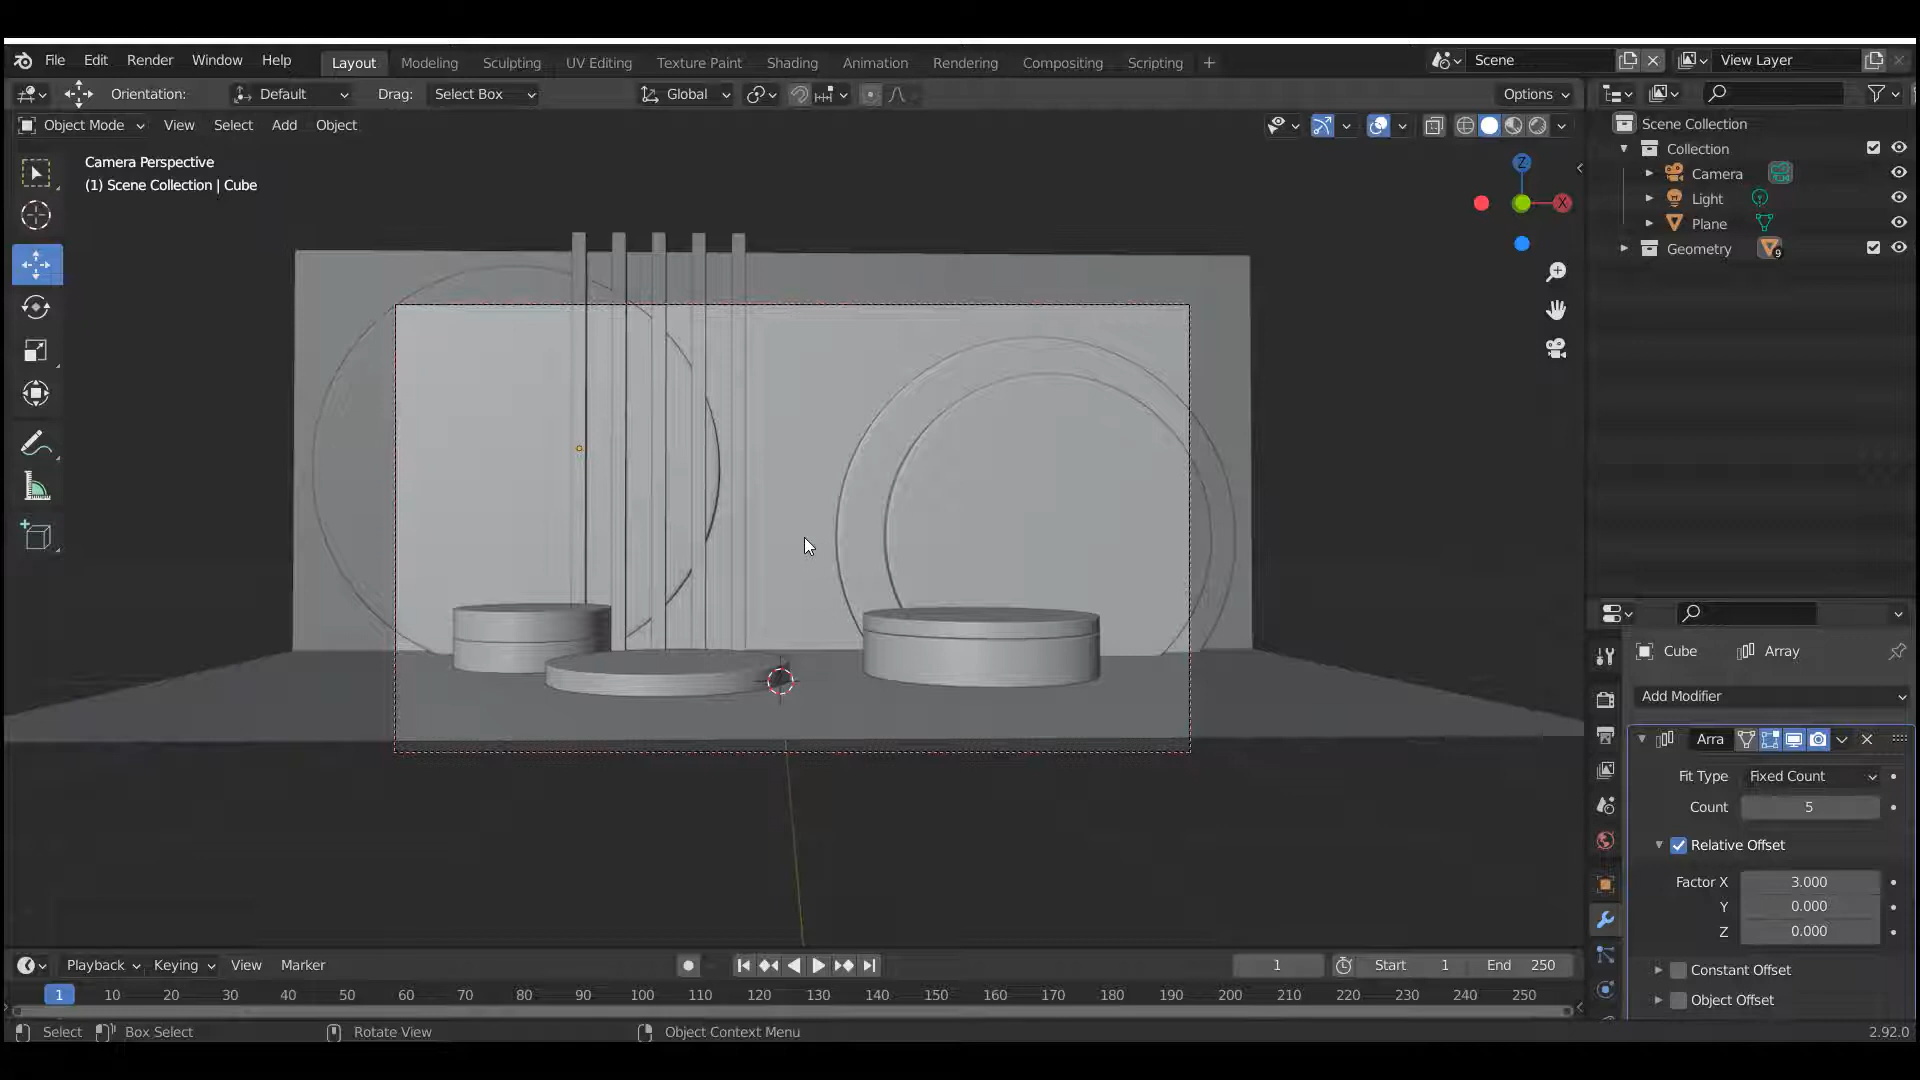 File Edit Render Window Help Layout Modeling Sculpting UV Editing Texture Paint Shading Animation Rendering Compositing Scripting + Scene View Layer
Orientation: Default Drag: Select Box Global Options
Object Mode View Select Add Object
Camera Perspective
(1) Scene Collection | Cube
Z
X
Scene Collection
Collection
Camera
Light
Plane
Geometry 9
Cube Array
Add Modifier
Arra
Fit Type Fixed Count
Count 5
Relative Offset
Factor X 3.000
Y 0.000
Z 0.000
Constant Offset
Object Offset
Playback Keying View Marker 1 Start 1 End 250
1 10 20 30 40 50 60 70 80 90 100 110 120 130 140 150 160 170 180 190 200 210 220 230 240 250
Select Box Select Rotate View Object Context Menu 2.92.0